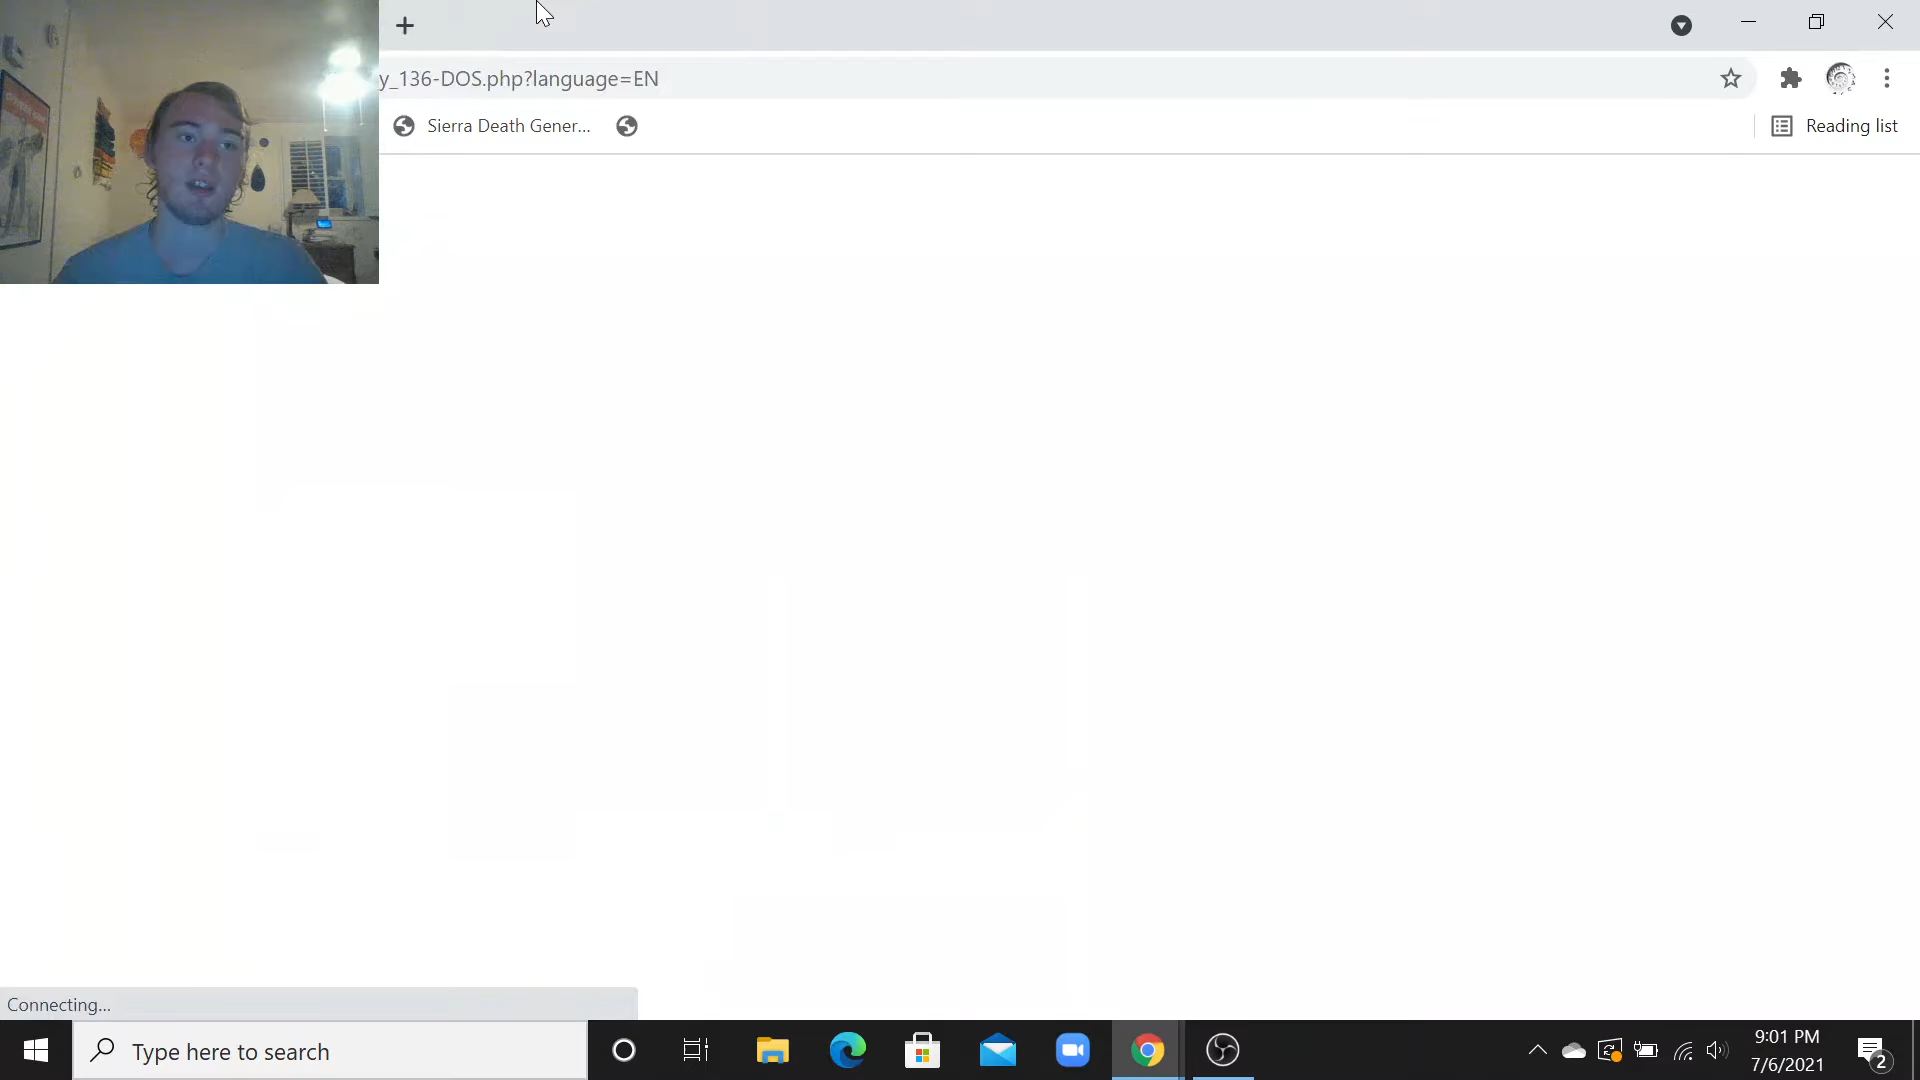 y_136-DOS.php?language=EN
Sierra Death Gener...
Reading list
Connecting...
Type here to search
9:01 PM
7/6/2021
2